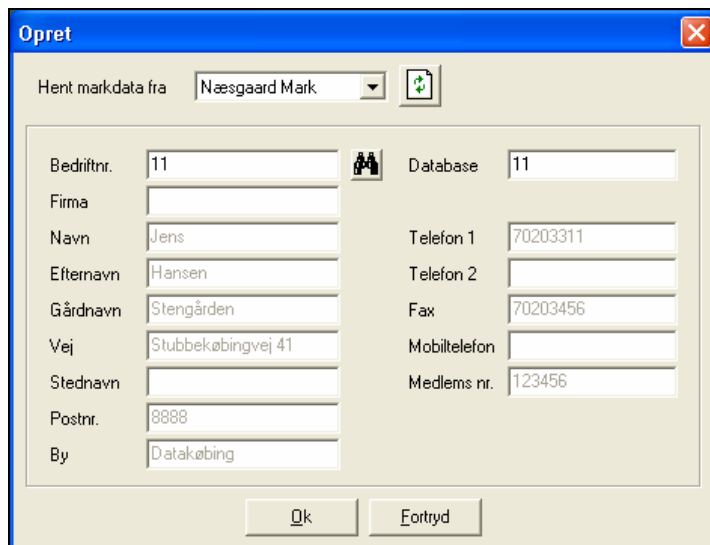 Opret
Hent markdata fra Næsgaard Mark
Bedriftnr. 11 Database 11
Firma
Navn Jens Telefon 1 70203311
Efternavn Hansen Telefon 2
Gårdnavn Stengården Fax 70203456
Vej Stubbekøbingvej 41 Mobiltelefon
Stednavn Medlems nr. 123456
Postnr. 8888
By Datakøbing
Ok Fortryd